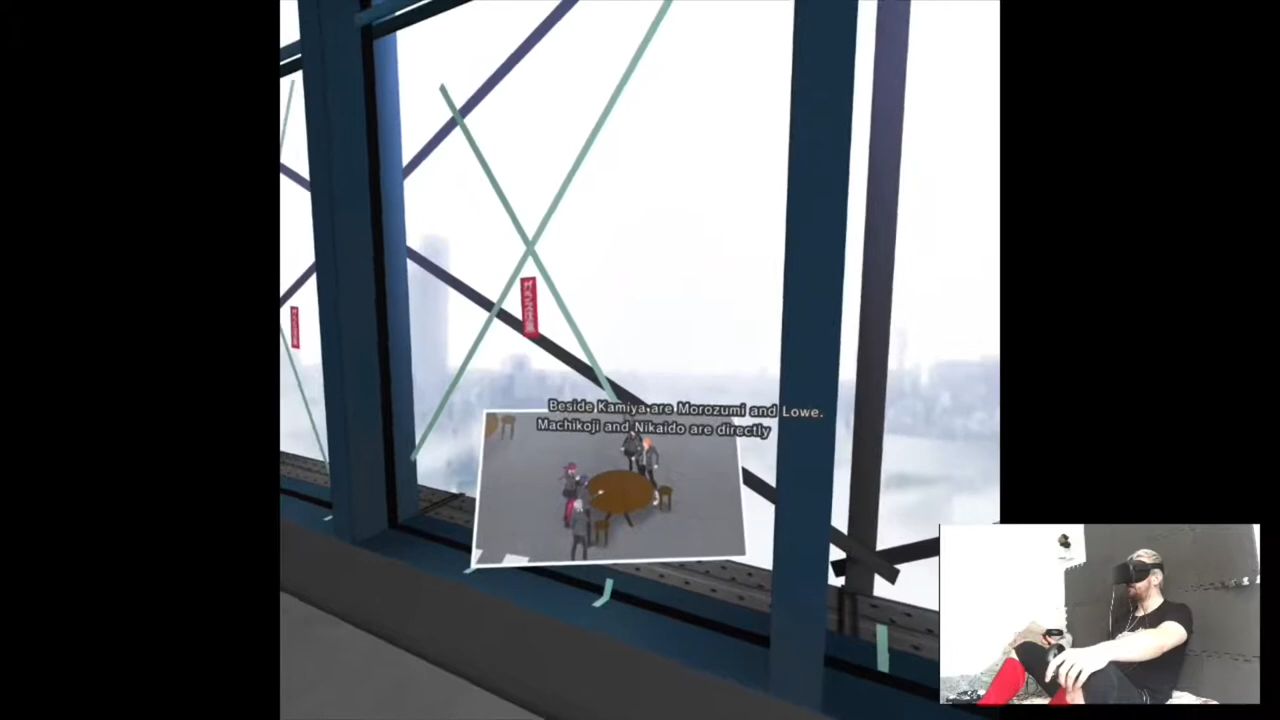 Beside Kamiya are Morozumi and Lowe.
Machikoji and Nikaido are directly